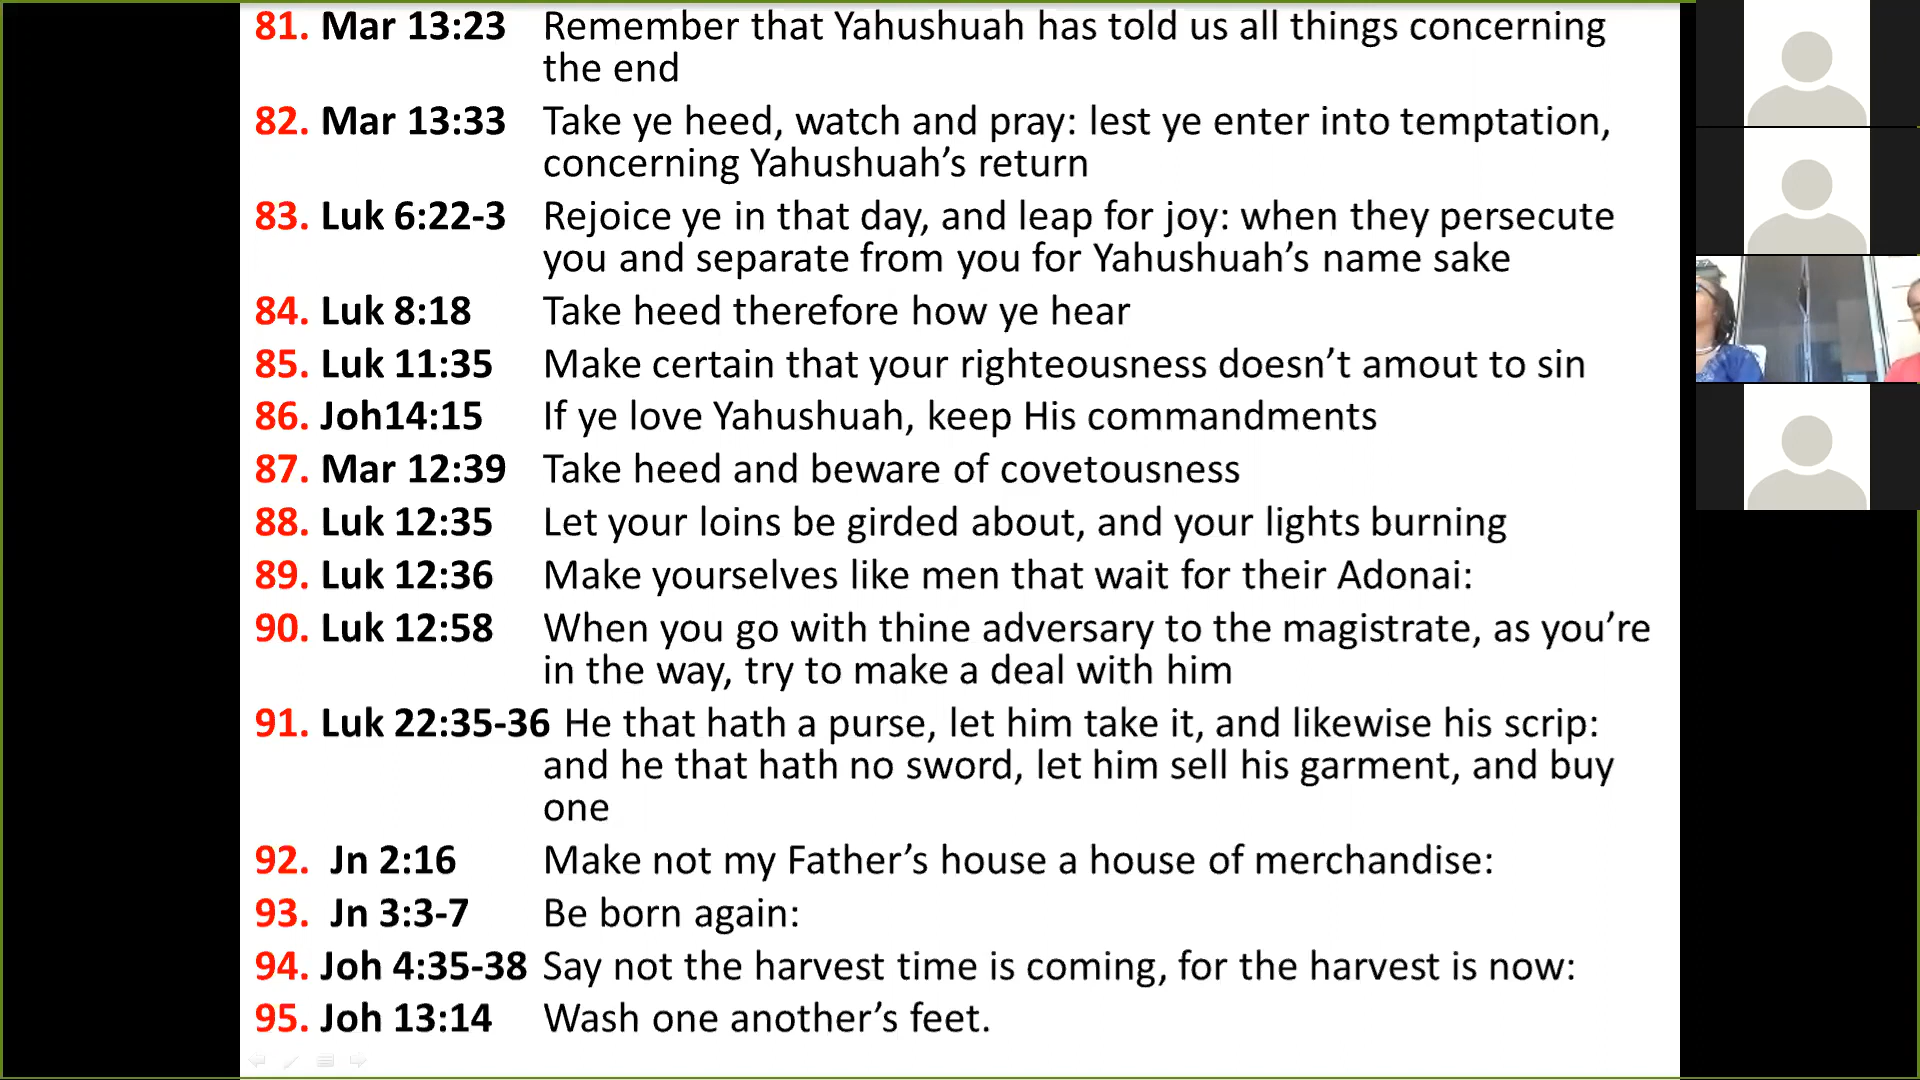 81. Mar 13:23 Remember that Yahushuah has told us all things concerning
the end
82. Mar 13:33 Take ye heed, watch and pray: lest ye enter into temptation,
concerning Yahushuah’s return
83. Luk 6:22-3 Rejoice ye in that day, and leap for joy: when they persecute
you and separate from you for Yahushuah’s name sake
84. Luk 8:18 Take heed therefore how ye hear
85. Luk 11:35 Make certain that your righteousness doesn’t amout to sin
86. Joh14:15 If ye love Yahushuah, keep His commandments
87. Mar 12:39 Take heed and beware of covetousness
88. Luk 12:35 Let your loins be girded about, and your lights burning
89. Luk 12:36 Make yourselves like men that wait for their Adonai:
90. Luk 12:58 When you go with thine adversary to the magistrate, as you’re
in the way, try to make a deal with him
91. Luk 22:35-36 He that hath a purse, let him take it, and likewise his scrip:
and he that hath no sword, let him sell his garment, and buy
one
92. Jn 2:16 Make not my Father’s house a house of merchandise:
93. Jn 3:3-7 Be born again:
94. Joh 4:35-38 Say not the harvest time is coming, for the harvest is now:
95. Joh 13:14 Wash one another’s feet.